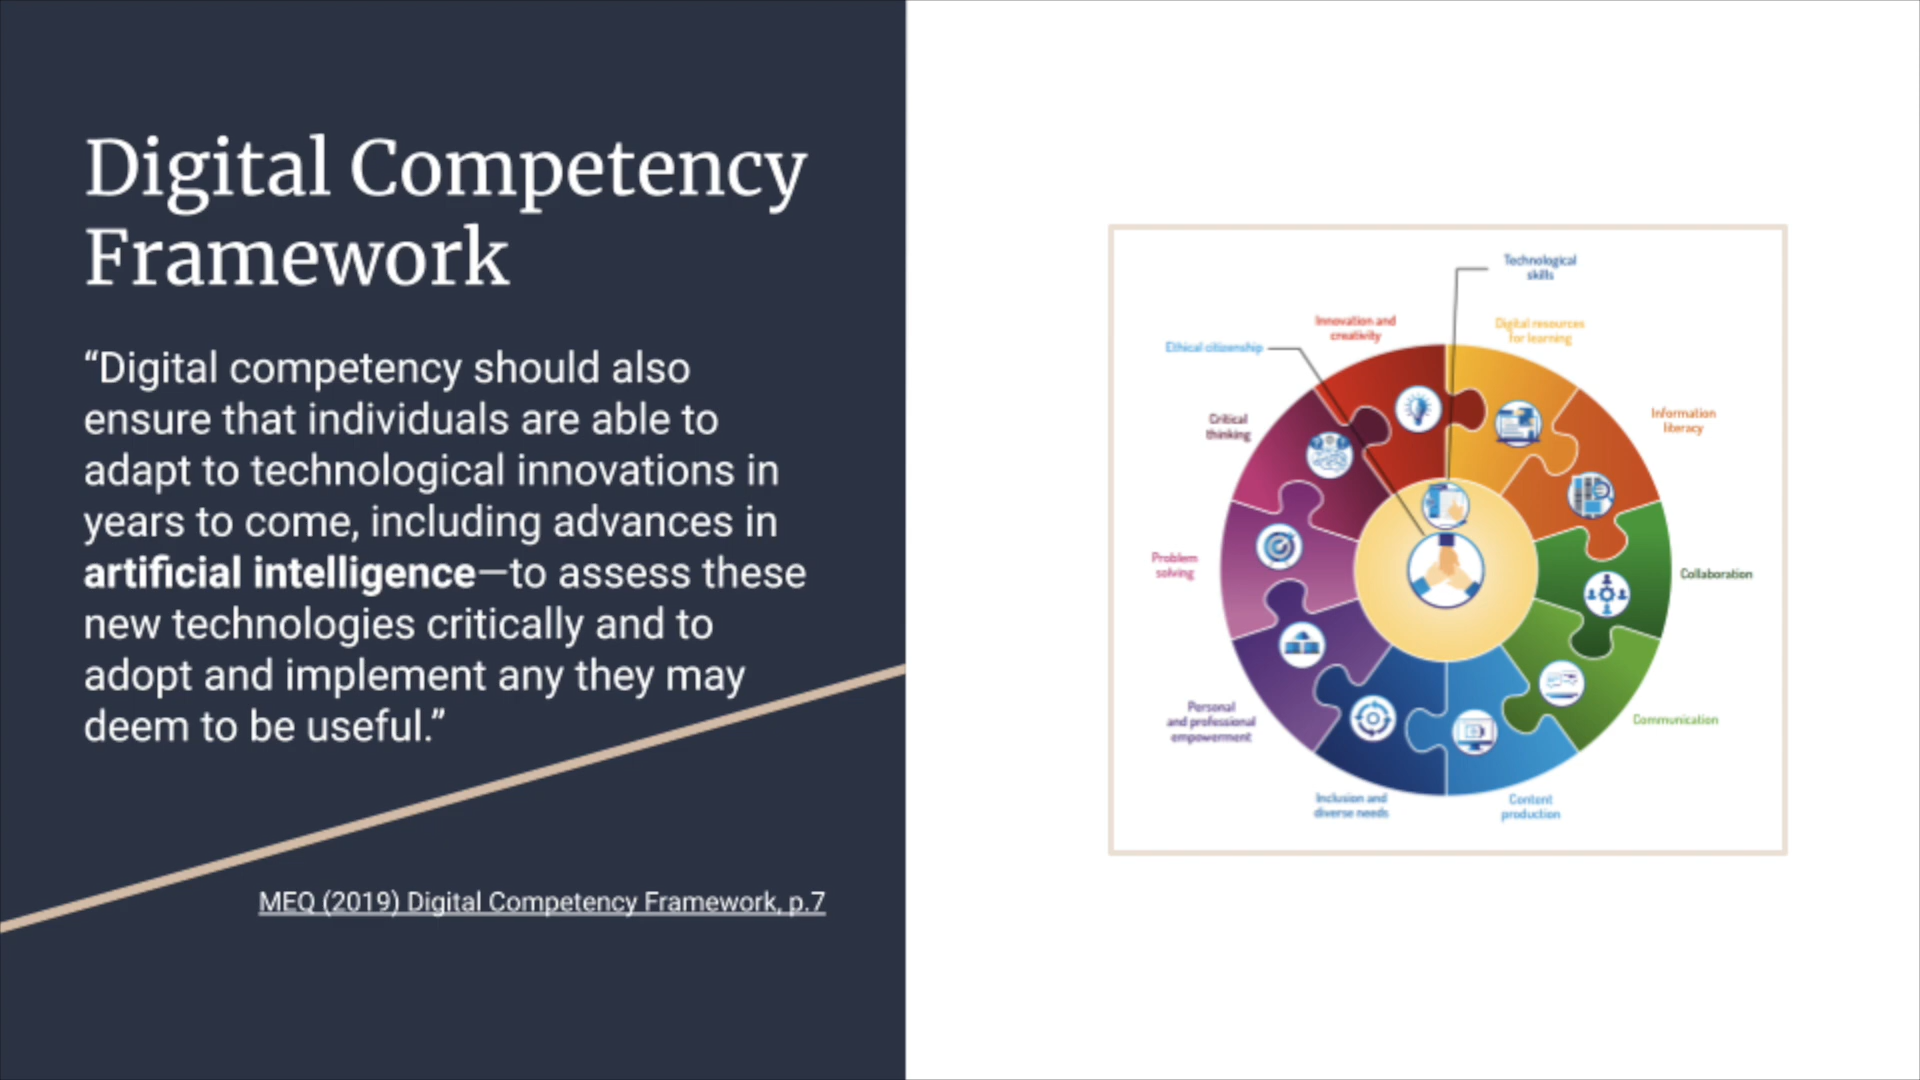 Digital Competency
Framework
“Digital competency should also
ensure that individuals are able to
adapt to technological innovations in
years to come, including advances in
artificial intelligence—to assess these
new technologies critically and to
adopt and implement any they may
deem to be useful.”
MEQ (2019) Digital Competency Framework, p.7
Technological
skills
Innovation and
creativity
Digital resources
for learning
Ethical citizenship
Critical
thinking
Information
literacy
Problem
solving
Collaboration
Personal
and professional
empowerment
Communication
Inclusion and
diverse needs
Content
production